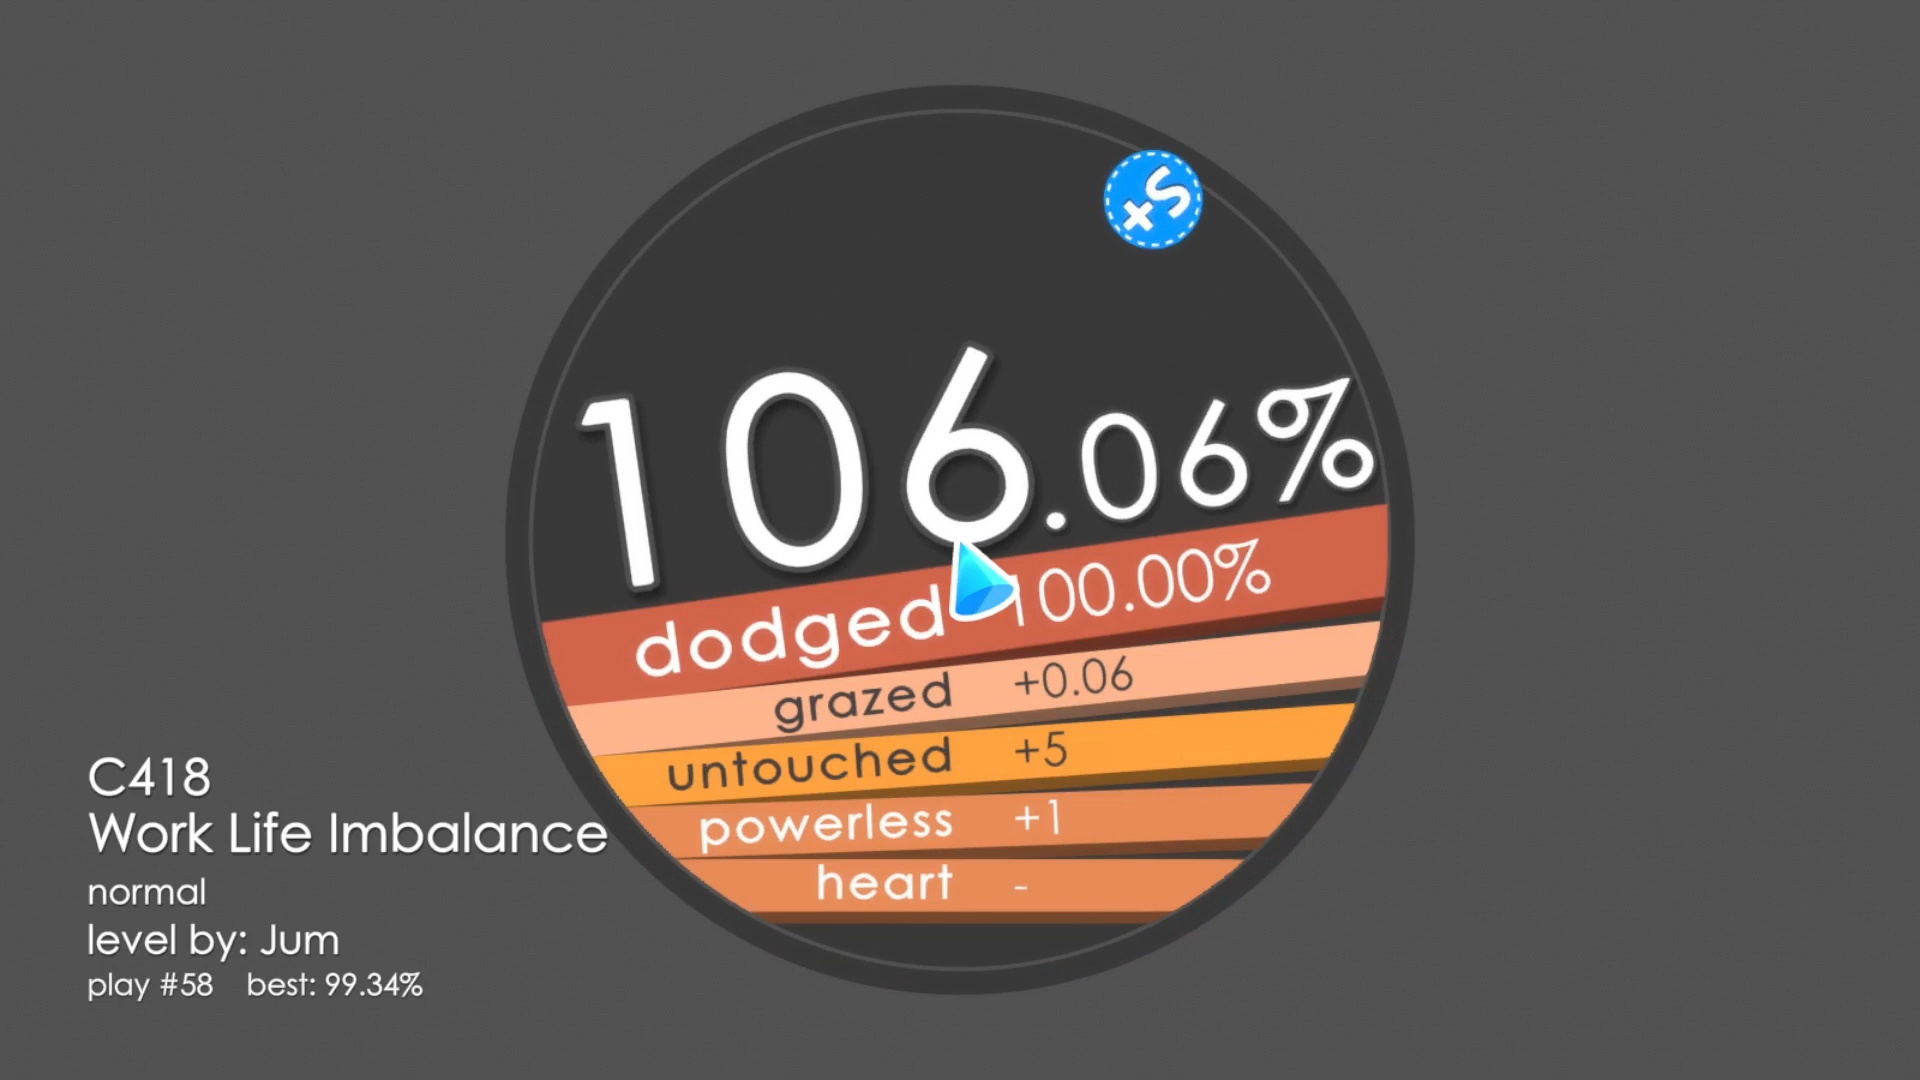 S+
106.06%
dodged 100.00%
grazed +0.06
untouched +5
powerless +1
heart -
C418
Work Life Imbalance
normal
level by: Jum
play #58 best: 99.34%